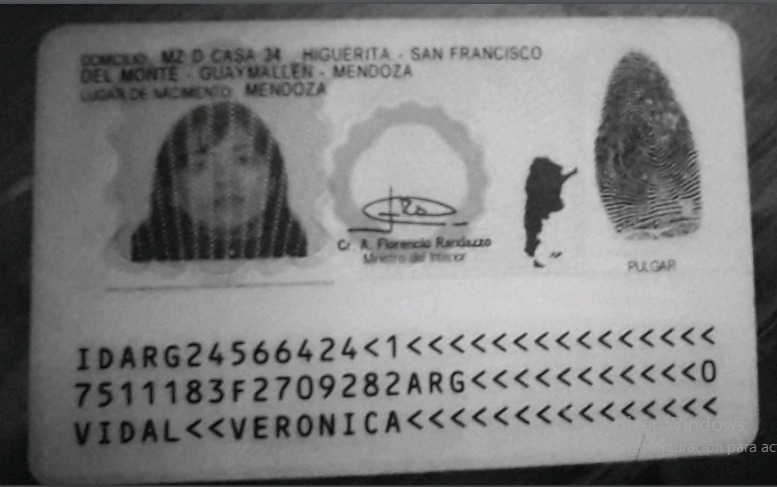 DOMICILIO: MZ D CASA 34 HIGUERITA - SAN FRANCISCO
DEL MONTE - GUAYMALLEN - MENDOZA
LUGAR DE NACIMIENTO: MENDOZA
Cr. A. Florencio Randazzo
Ministro del Interior
PULGAR
IDARG24566424<1<<<<<<<<<<<<<<<
7511183F2709282ARG<<<<<<<<<<<0
VIDAL<<VERONICA<<<<<<<<<<<<<<<
Windows
configuración para ac